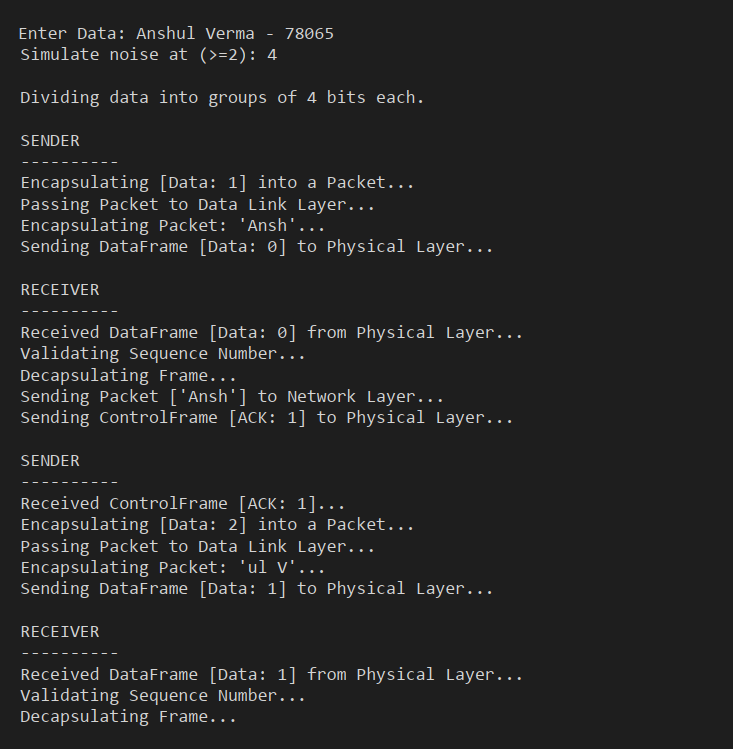 Enter Data: Anshul Verma - 78065
Simulate noise at (>=2): 4
Dividing data into groups of 4 bits each.
SENDER
----------
Encapsulating [Data: 1] into a Packet...
Passing Packet to Data Link Layer...
Encapsulating Packet: 'Ansh'...
Sending DataFrame [Data: 0] to Physical Layer...
RECEIVER
----------
Received DataFrame [Data: 0] from Physical Layer...
Validating Sequence Number...
Decapsulating Frame...
Sending Packet ['Ansh'] to Network Layer...
Sending ControlFrame [ACK: 1] to Physical Layer...
SENDER
----------
Received ControlFrame [ACK: 1]...
Encapsulating [Data: 2] into a Packet...
Passing Packet to Data Link Layer...
Encapsulating Packet: 'ul V'...
Sending DataFrame [Data: 1] to Physical Layer...
RECEIVER
----------
Received DataFrame [Data: 1] from Physical Layer...
Validating Sequence Number...
Decapsulating Frame...